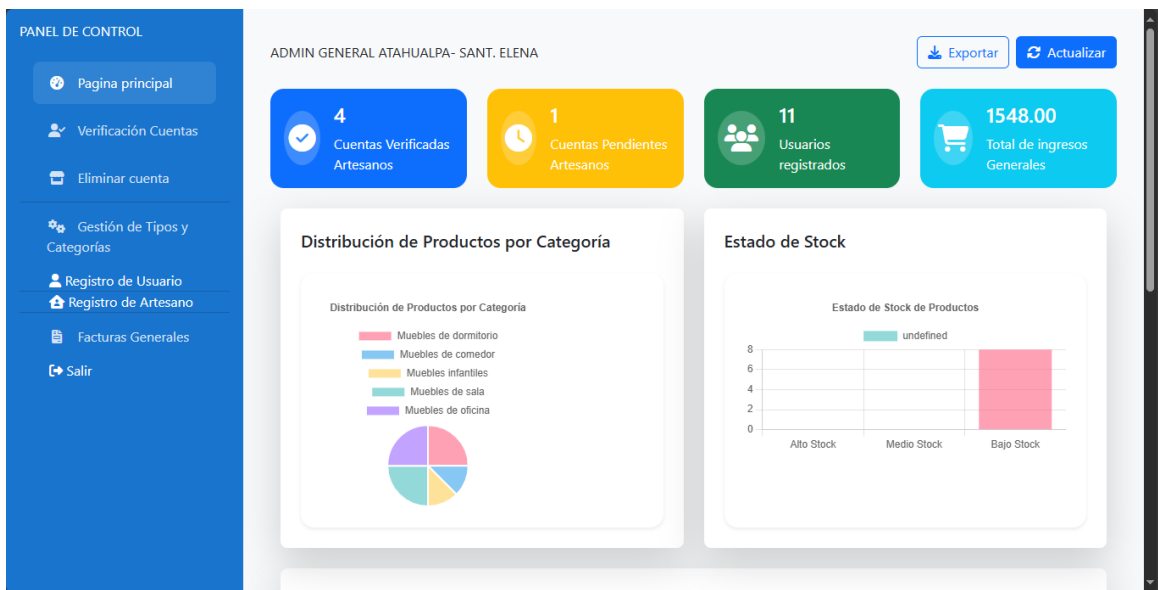 PANEL DE CONTROL
Pagina principal
Verificación Cuentas
Eliminar cuenta
Gestión de Tipos y
Categorías
Registro de Usuario
Registro de Artesano
Facturas Generales
Salir
ADMIN GENERAL ATAHUALPA- SANT. ELENA
Exportar
Actualizar
4
Cuentas Verificadas
Artesanos
1
Cuentas Pendientes
Artesanos
11
Usuarios
registrados
1548.00
Total de ingresos
Generales
Distribución de Productos por Categoría
Distribución de Productos por Categoría
Muebles de dormitorio
Muebles de comedor
Muebles infantiles
Muebles de sala
Muebles de oficina
Estado de Stock
Estado de Stock de Productos
undefined
8
6
4
2
0
Alto Stock
Medio Stock
Bajo Stock